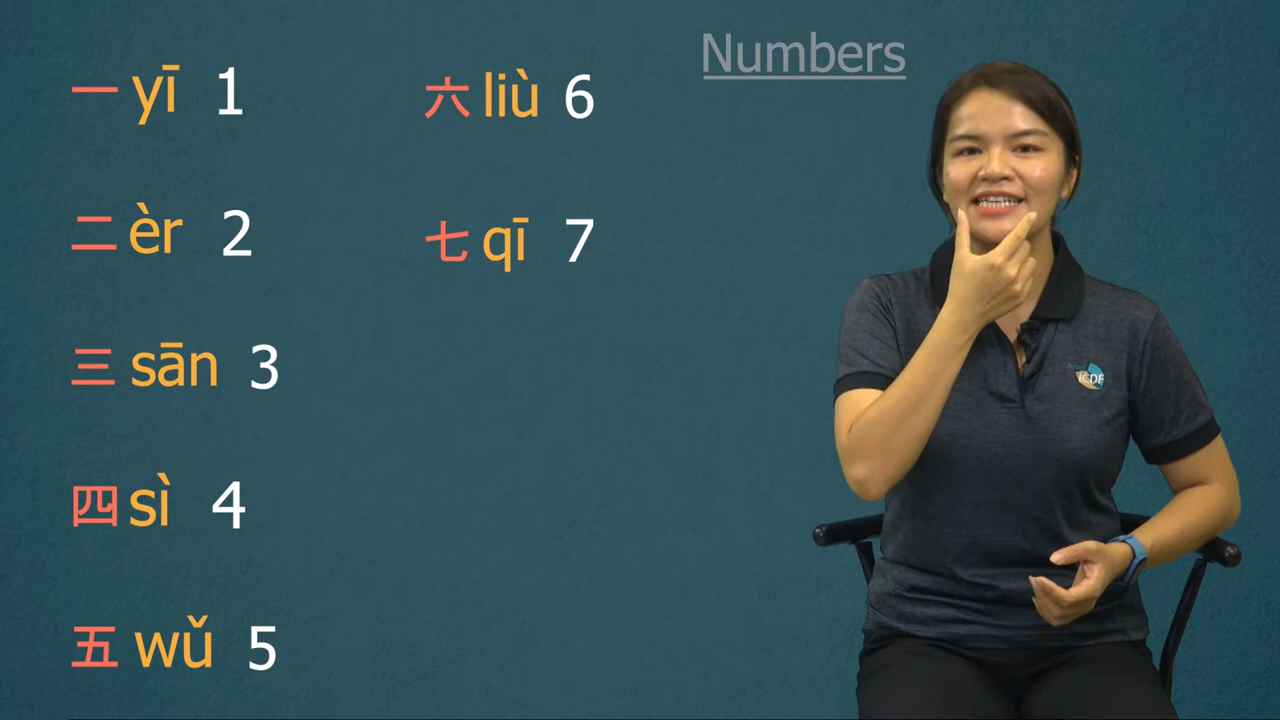 Numbers
一 yī 1
二 èr 2
三 sān 3
四 sì 4
五 wǔ 5
六 liù 6
七 qī 7
ICDF